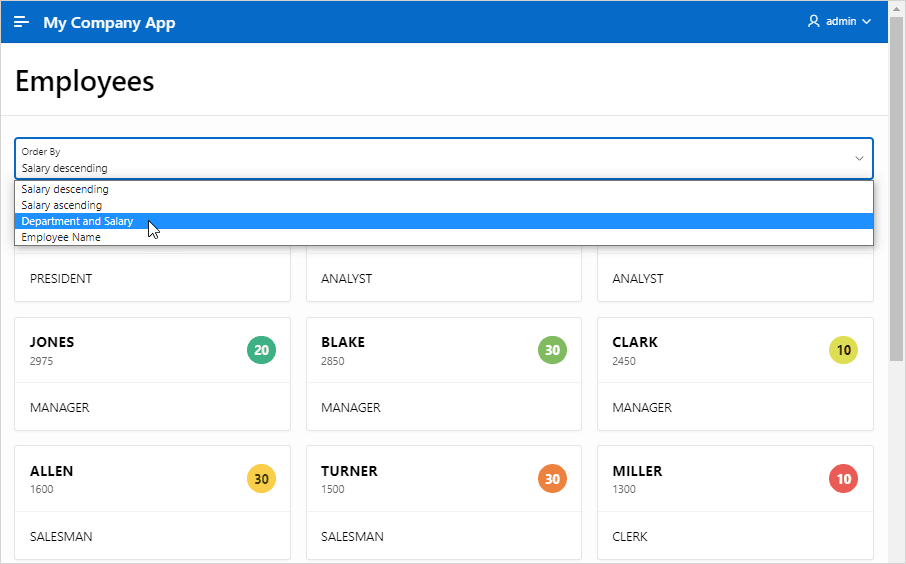 My Company App
admin
Employees
Order By
Salary descending
Salary descending
Salary ascending
Department and Salary
Employee Name
PRESIDENT
ANALYST
ANALYST
JONES
2975
20
MANAGER
BLAKE
2850
30
MANAGER
CLARK
2450
10
MANAGER
ALLEN
1600
30
SALESMAN
TURNER
1500
30
SALESMAN
MILLER
1300
10
CLERK